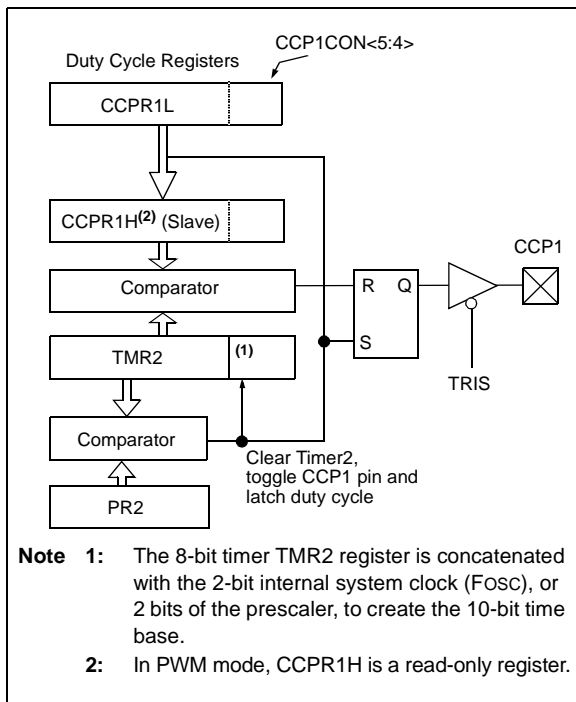 CCP1CON<5:4>
Duty Cycle Registers
CCPR1L
CCPR1H(2) (Slave)
CCP1
Comparator
R Q
S
TMR2 (1)
TRIS
Comparator
Clear Timer2,
toggle CCP1 pin and
latch duty cycle
PR2
Note 1: The 8-bit timer TMR2 register is concatenated
with the 2-bit internal system clock (FOSC), or
2 bits of the prescaler, to create the 10-bit time
base.
2: In PWM mode, CCPR1H is a read-only register.